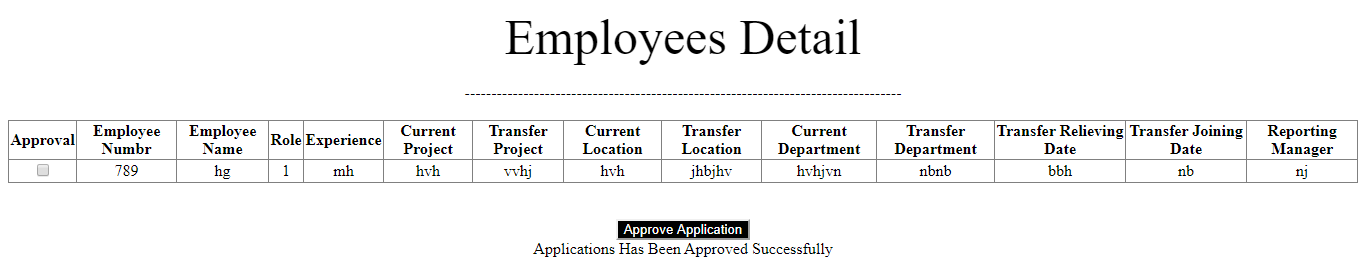 Employees Detail
------------------------------------------------------------------------------------
Approval Employee Numbr Employee Name Role Experience Current Project Transfer Project Current Location Transfer Location Current Department Transfer Department Transfer Relieving Date Transfer Joining Date Reporting Manager
789 hg 1 mh hvh vvhj hvh jhbjhv hvhjvn nbnb bbh nb nj
Approve Application
Applications Has Been Approved Successfully